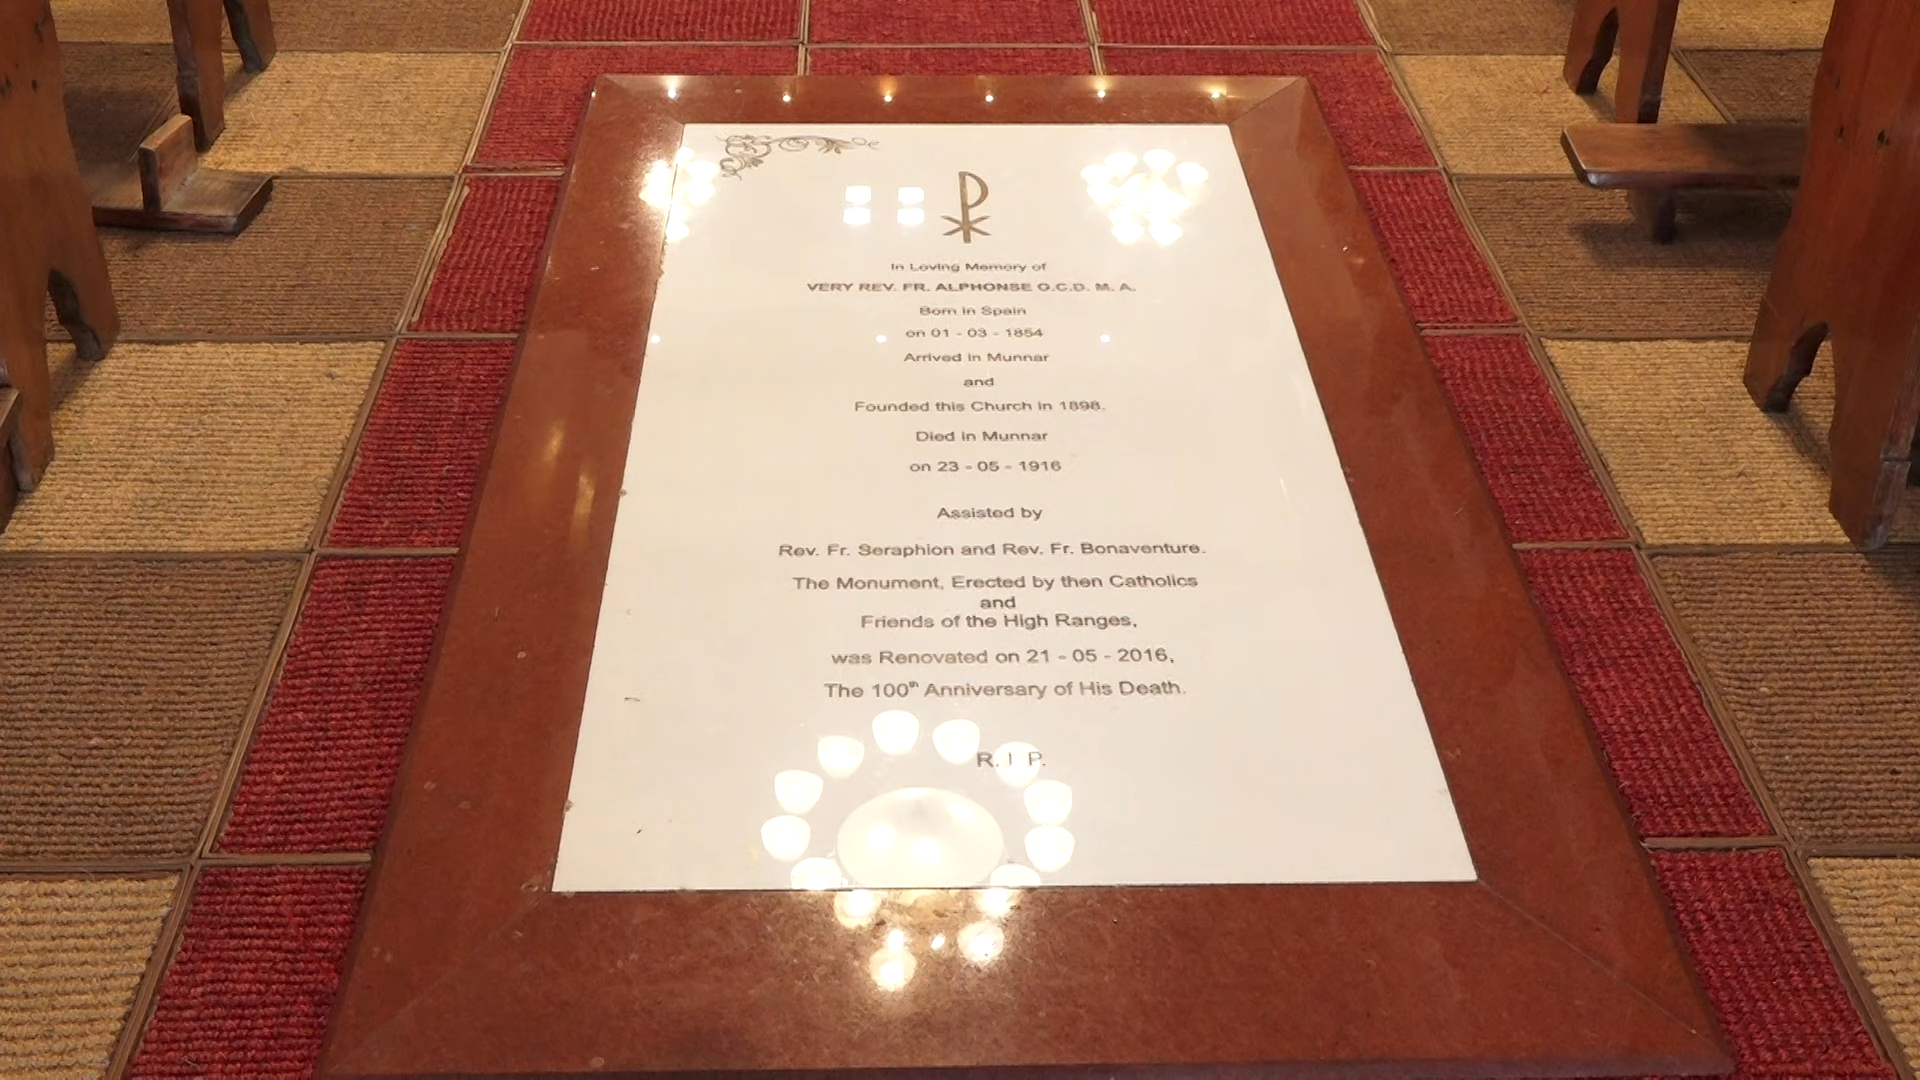 In Loving Memory of
VERY REV. FR. ALPHONSE O.C.D. M. A.
Born in Spain
on 01 - 03 - 1854
Arrived in Munnar
and
Founded this Church in 1898.
Died in Munnar
on 23 - 05 - 1916
Assisted by
Rev. Fr. Seraphion and Rev. Fr. Bonaventure.
The Monument, Erected by then Catholics
and
Friends of the High Ranges,
was Renovated on 21 - 05 - 2016,
The 100th Anniversary of His Death.
R. I. P.